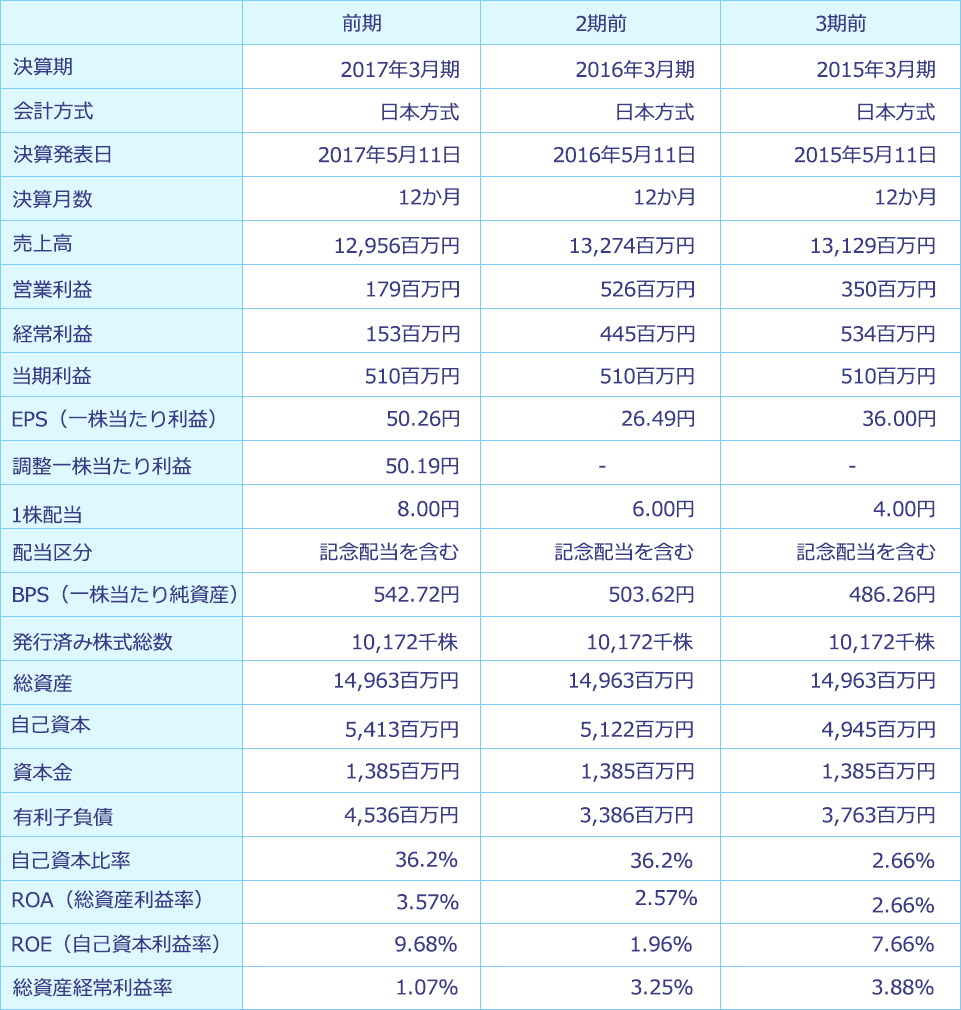 前期 2期前 3期前
決算期 2017年3月期 2016年3月期 2015年3月期
会計方式 日本方式 日本方式 日本方式
決算発表日 2017年5月11日 2016年5月11日 2015年5月11日
決算月数 12か月 12か月 12か月
売上高 12,956百万円 13,274百万円 13,129百万円
営業利益 179百万円 526百万円 350百万円
経常利益 153百万円 445百万円 534百万円
当期利益 510百万円 510百万円 510百万円
EPS（一株当たり利益） 50.26円 26.49円 36.00円
調整一株当たり利益 50.19円 - -
1株配当 8.00円 6.00円 4.00円
配当区分 記念配当を含む 記念配当を含む 記念配当を含む
BPS（一株当たり純資産） 542.72円 503.62円 486.26円
発行済み株式総数 10,172千株 10,172千株 10,172千株
総資産 14,963百万円 14,963百万円 14,963百万円
自己資本 5,413百万円 5,122百万円 4,945百万円
資本金 1,385百万円 1,385百万円 1,385百万円
有利子負債 4,536百万円 3,386百万円 3,763百万円
自己資本比率 36.2% 36.2% 2.66%
ROA（総資産利益率） 3.57% 2.57% 2.66%
ROE（自己資本利益率） 9.68% 1.96% 7.66%
総資産経常利益率 1.07% 3.25% 3.88%